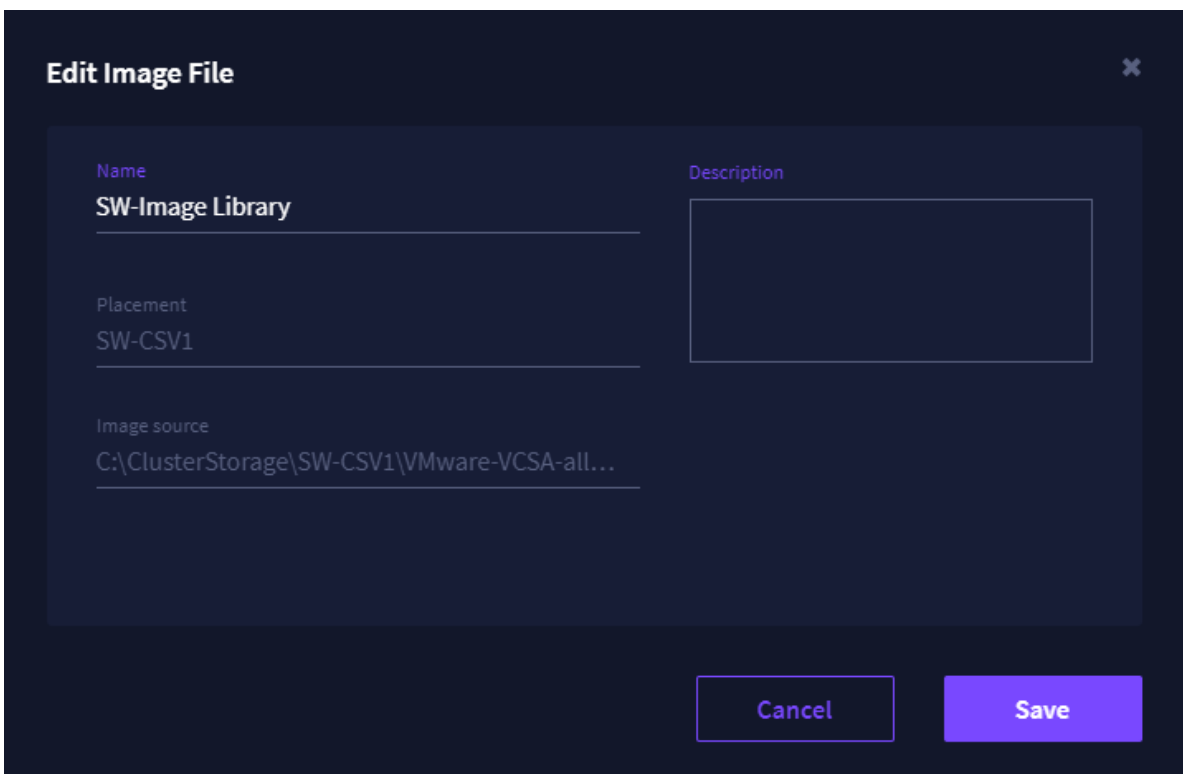 Edit Image File
Name
SW-Image Library
Description
Placement
SW-CSV1
Image source
C:\ClusterStorage\SW-CSV1\VMware-VCSA-all...
Cancel
Save